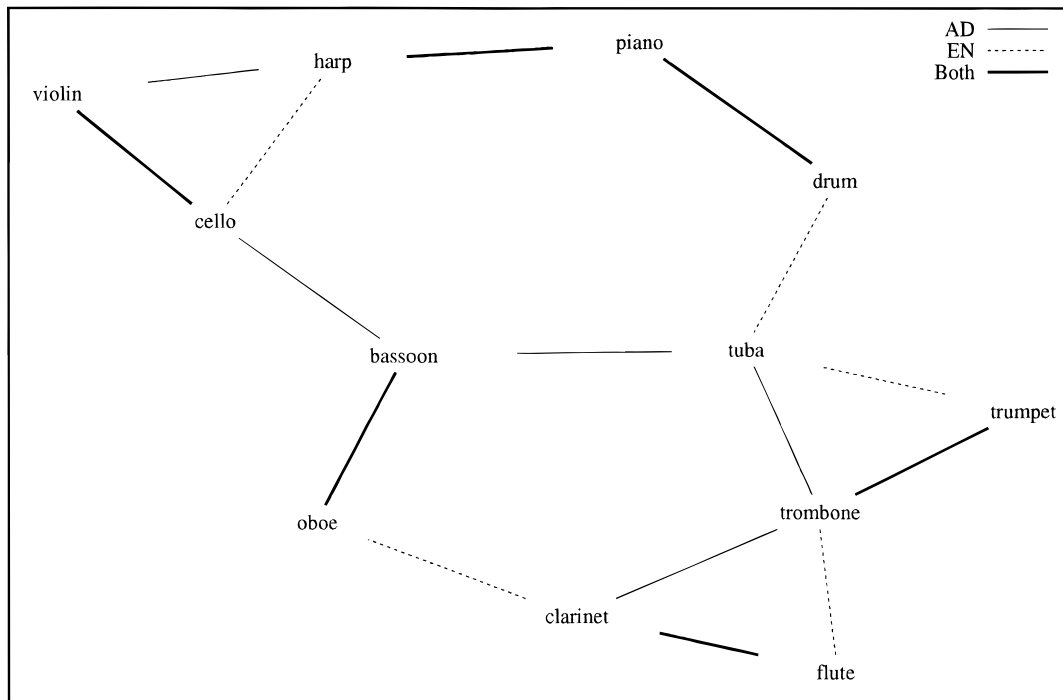 AD
EN
Both
piano
harp
violin
drum
cello
bassoon
tuba
trumpet
trombone
oboe
clarinet
flute